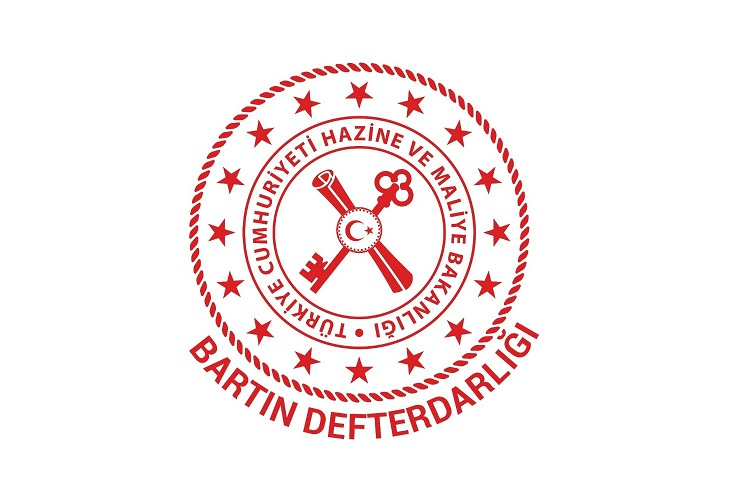 TÜRKİYE CUMHURİYETİ HAZİNE VE MALİYE BAKANLIĞI •
BARTIN DEFTERDARLIĞI